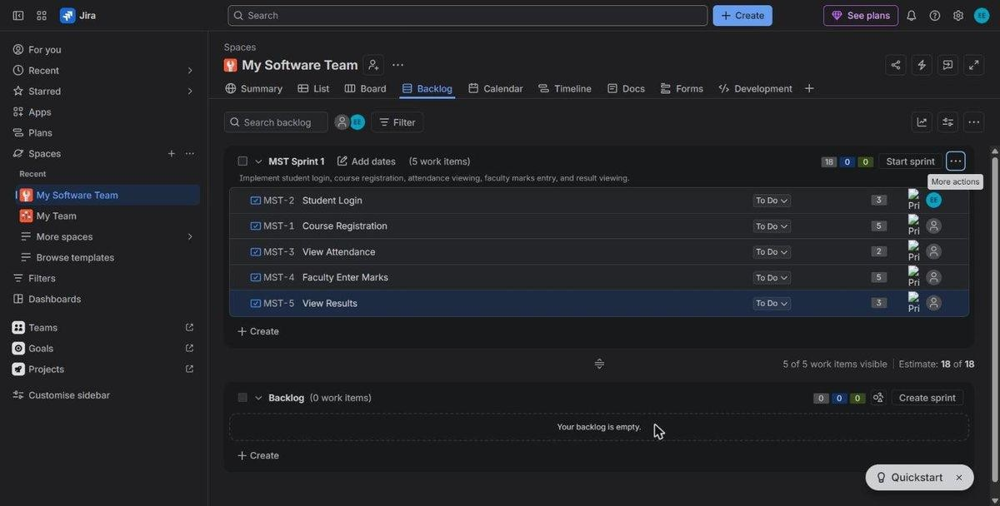 Jira
Search
+ Create
See plans
EE
For you
Recent
Starred
Apps
Plans
Spaces
Recent
My Software Team
My Team
More spaces
Browse templates
Filters
Dashboards
Teams
Goals
Projects
Customise sidebar
Spaces
My Software Team
Summary List Board Backlog Calendar Timeline Docs Forms Development
Search backlog EE Filter
MST Sprint 1 Add dates (5 work items) 18 0 0 Start sprint
Implement student login, course registration, attendance viewing, faculty marks entry, and result viewing.
More actions
MST-2 Student Login To Do 3 Pri EE
MST-1 Course Registration To Do 5 Pri
MST-3 View Attendance To Do 2 Pri
MST-4 Faculty Enter Marks To Do 5 Pri
MST-5 View Results To Do 3 Pri
+ Create
5 of 5 work items visible Estimate: 18 of 18
Backlog (0 work items) 0 0 0 Create sprint
Your backlog is empty.
+ Create
Quickstart